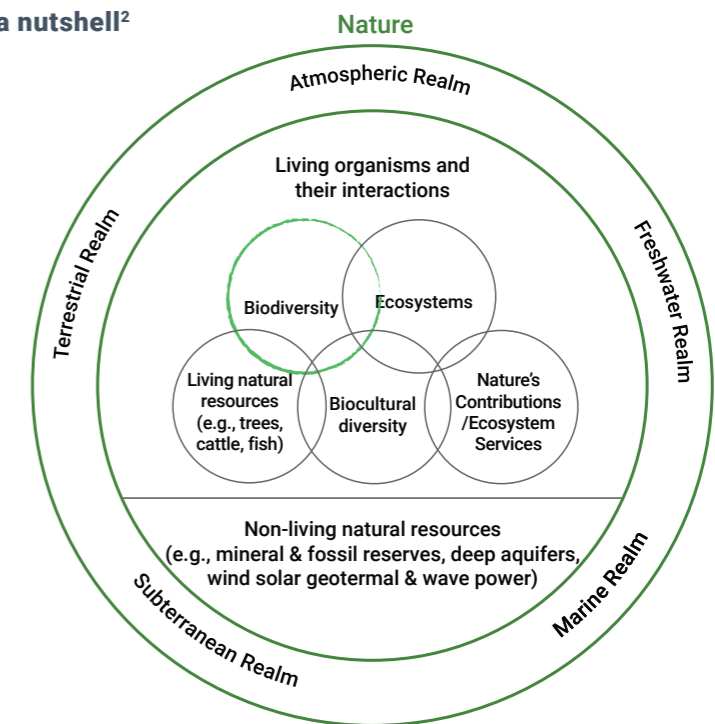 a nutshell²
Nature
Atmospheric Realm
Living organisms and
their interactions
Terrestrial Realm
Freshwater Realm
Biodiversity
Ecosystems
Living natural
resources
(e.g., trees,
cattle, fish)
Biocultural
diversity
Nature's
Contributions
/Ecosystem
Services
Non-living natural resources
(e.g., mineral & fossil reserves, deep aquifers,
wind solar geotermal & wave power)
Subterranean Realm
Marine Realm